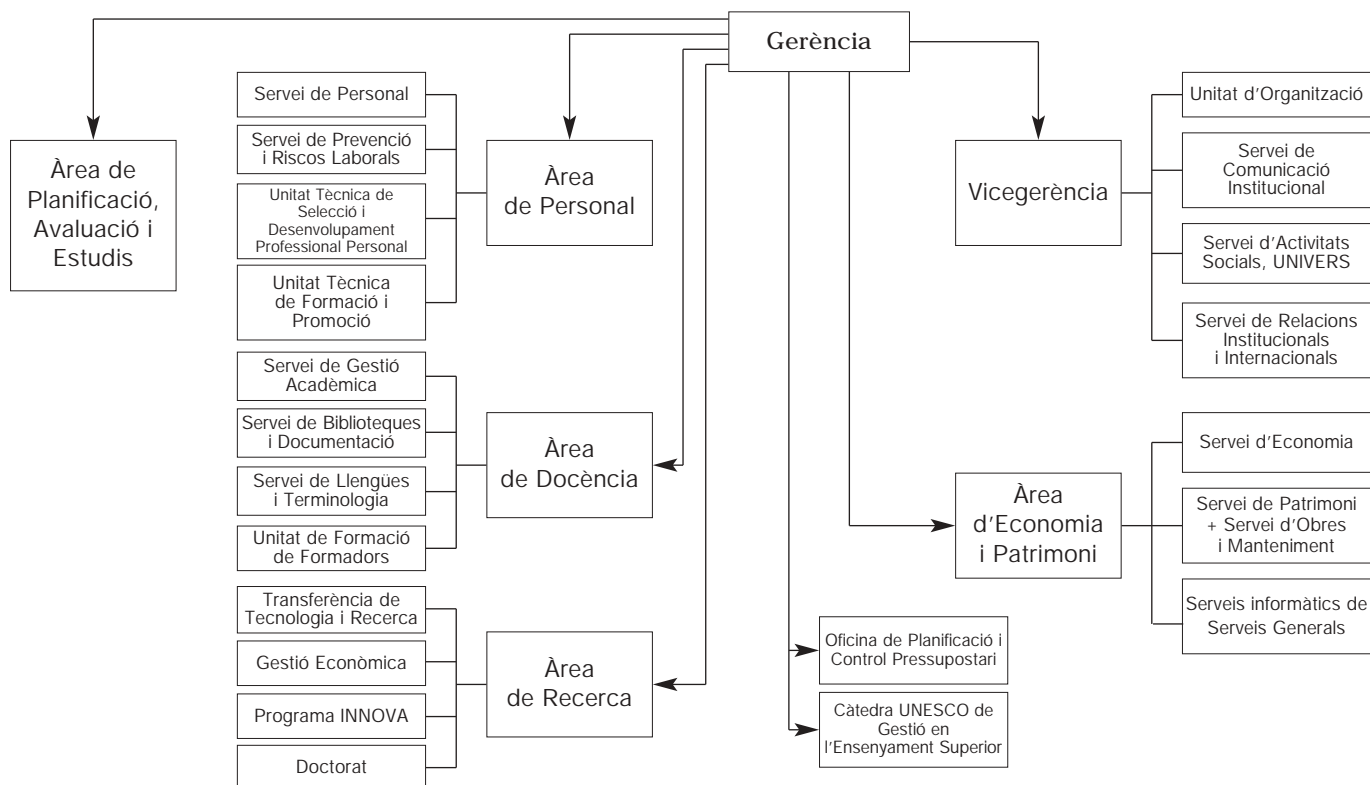 Gerència
Àrea de
Planificació,
Avaluació i
Estudis
Servei de Personal
Servei de Prevenció
i Riscos Laborals
Unitat Tècnica de
Selecció i
Desenvolupament
Professional Personal
Unitat Tècnica
de Formació i
Promoció
Àrea
de Personal
Servei de Gestió
Acadèmica
Servei de Biblioteques
i Documentació
Servei de Llengües
i Terminologia
Unitat de Formació
de Formadors
Àrea
de Docència
Transferència de
Tecnologia i Recerca
Gestió Econòmica
Programa INNOVA
Doctorat
Àrea
de Recerca
Oficina de Planificació i
Control Pressupostari
Càtedra UNESCO de
Gestió en
l'Ensenyament Superior
Vicegerència
Unitat d'Organització
Servei de
Comunicació
Institucional
Servei d'Activitats
Socials, UNIVERS
Servei de Relacions
Institucionals
i Internacionals
Àrea
d'Economia
i Patrimoni
Servei d'Economia
Servei de Patrimoni
+ Servei d'Obres
i Manteniment
Serveis informàtics de
Serveis Generals